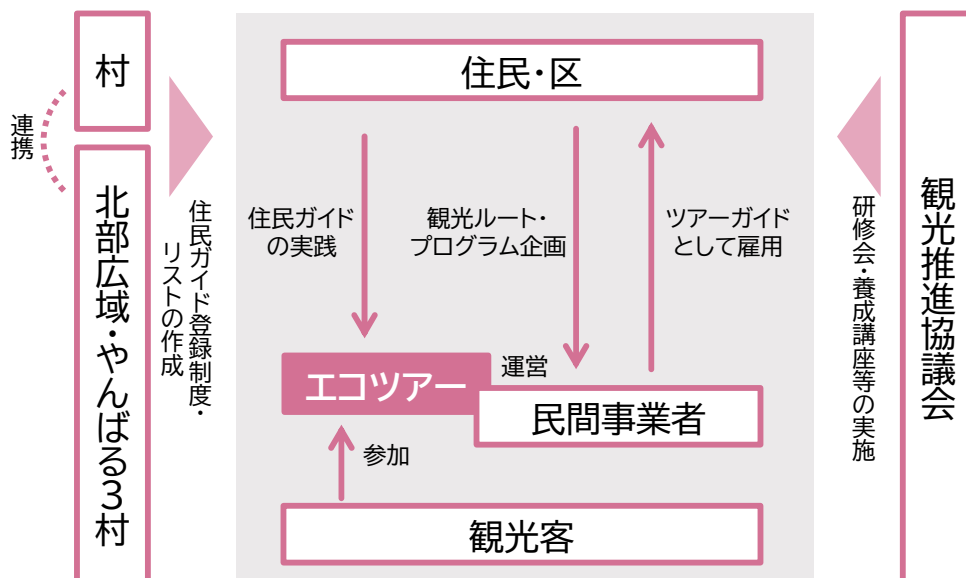 村
連携
北部広域・やんばる3村
住民ガイド登録制度・
リストの作成
住民・区
住民ガイド
の実践
観光ルート・
プログラム企画
ツアーガイド
として雇用
エコツアー
運営
民間事業者
参加
観光客
研修会・養成講座等の実施
観光推進協議会